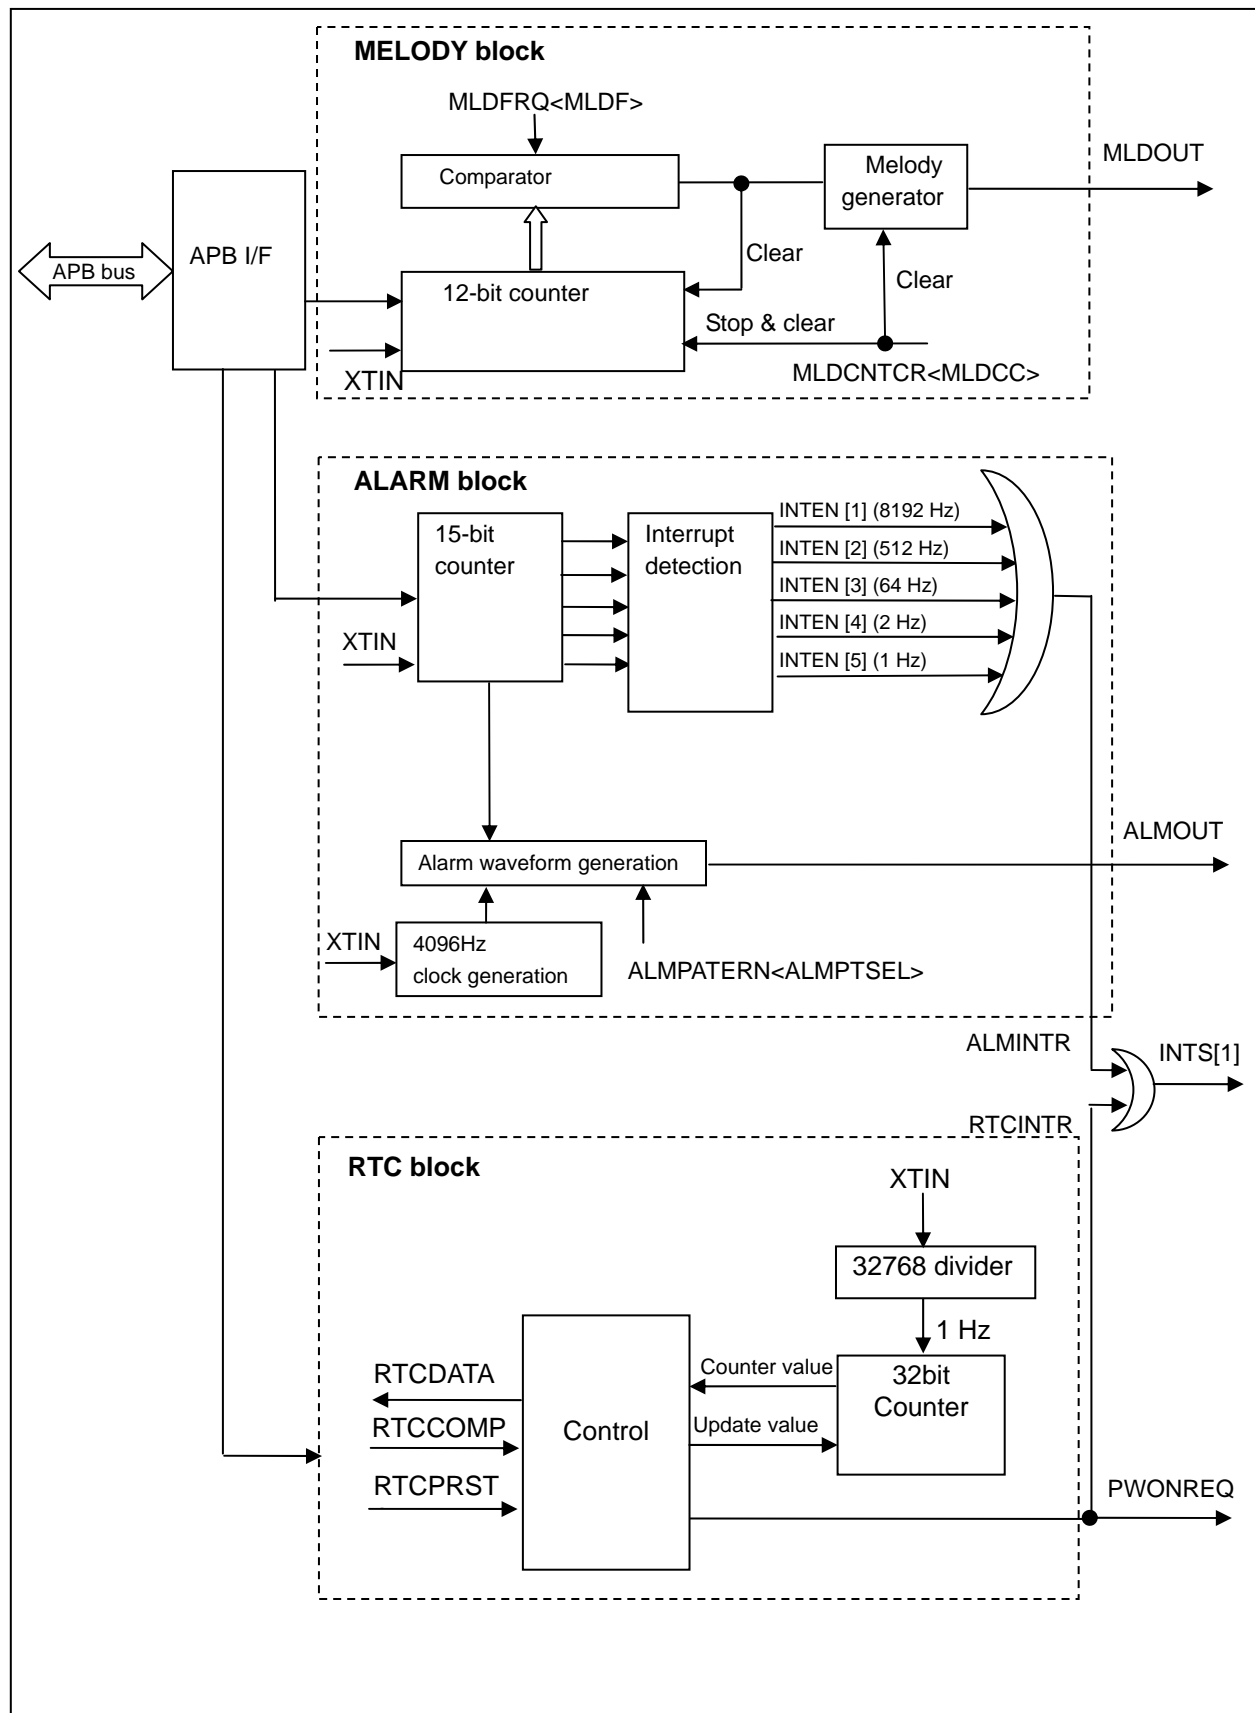 MELODY block
MLDFRQ<MLDF>
Comparator
Melody
generator
MLDOUT
APB I/F
APB bus
Clear
12-bit counter
Clear
Stop & clear
XTIN
MLDCNTCR<MLDCC>
ALARM block
15-bit
counter
Interrupt
detection
INTEN [1] (8192 Hz)
INTEN [2] (512 Hz)
INTEN [3] (64 Hz)
INTEN [4] (2 Hz)
INTEN [5] (1 Hz)
XTIN
ALMOUT
Alarm waveform generation
XTIN
4096Hz
clock generation
ALMPATERN<ALMPTSEL>
ALMINTR
INTS[1]
RTCINTR
RTC block
XTIN
32768 divider
1 Hz
RTCDATA
Counter value
32bit
Counter
RTCCOMP
Control
Update value
RTCPRST
PWONREQ